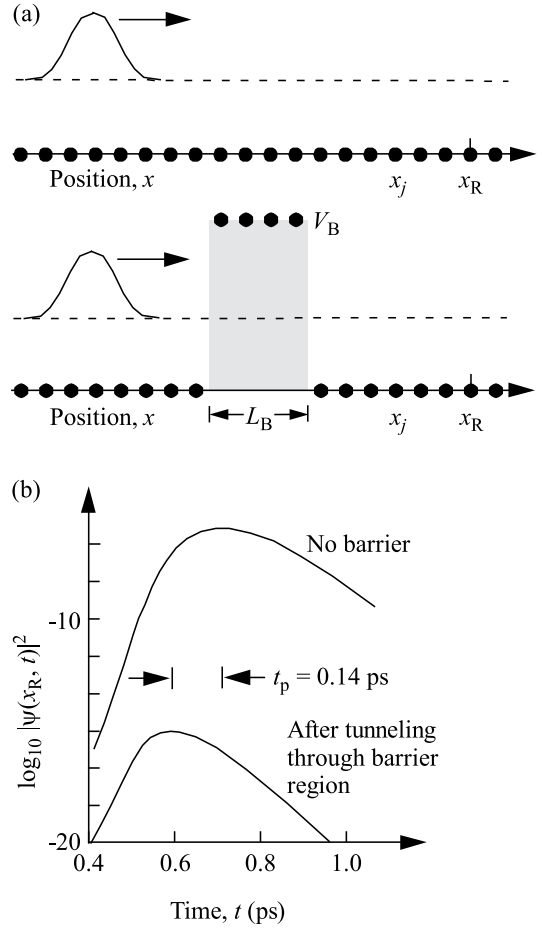 (a)
Position, x
x_j
x_R
V_B
Position, x
L_B
x_j
x_R
(b)
No barrier
-10
t_p = 0.14 ps
log_10 |ψ(x_R, t)|^2
After tunneling
through barrier
region
-20
0.4
0.6
0.8
1.0
Time, t (ps)